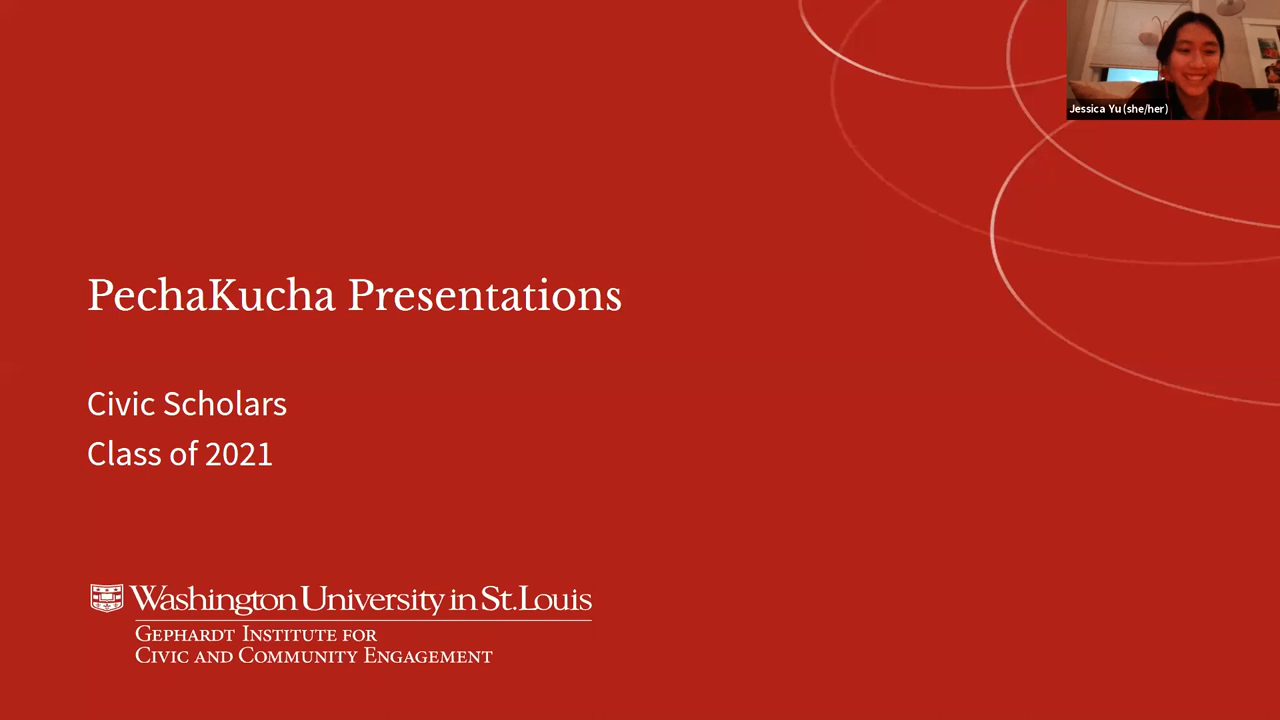 Jessica Yu (she/her)
PechaKucha Presentations
Civic Scholars
Class of 2021
Washington University in St. Louis
Gephardt Institute for
Civic and Community Engagement